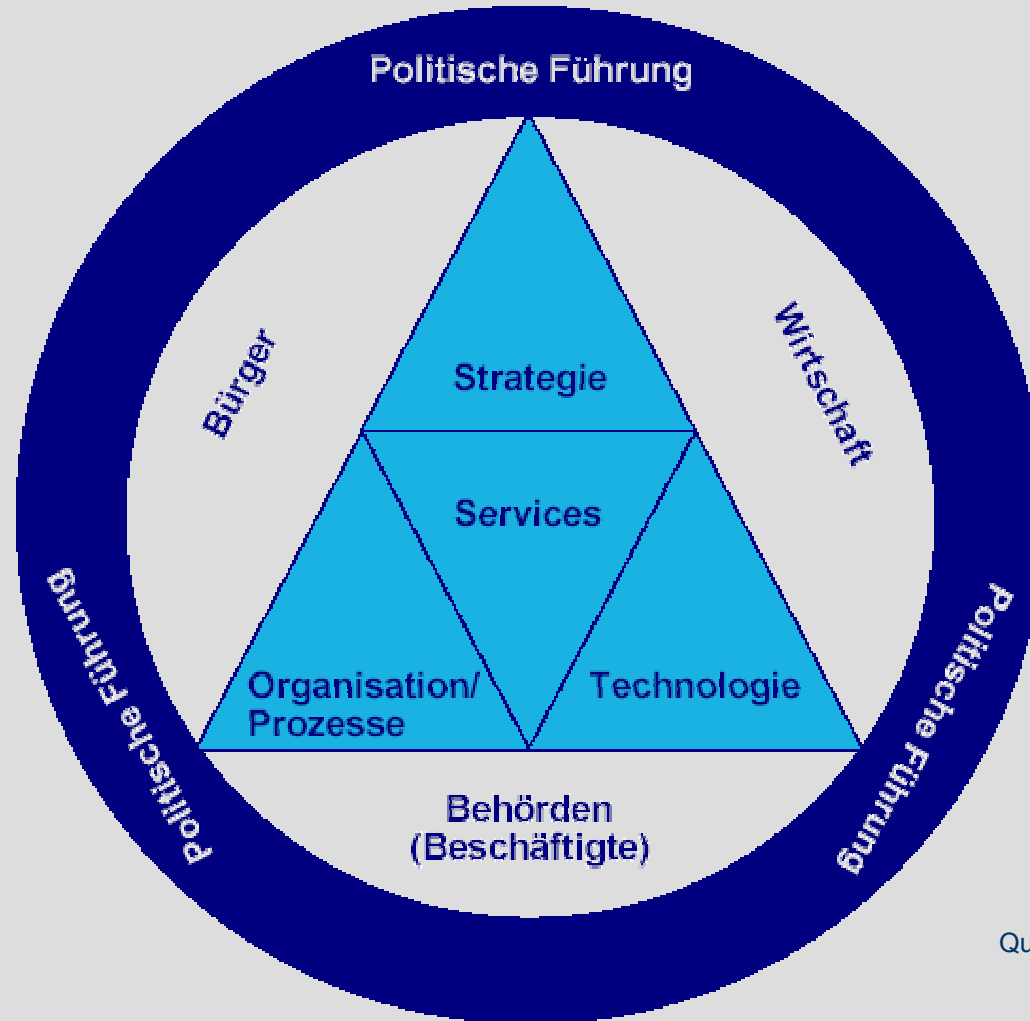 Politische Führung
Bürger
Wirtschaft
Strategie
Services
Politische Führung
Politische Führung
Organisation/
Prozesse
Technologie
Behörden
(Beschäftigte)